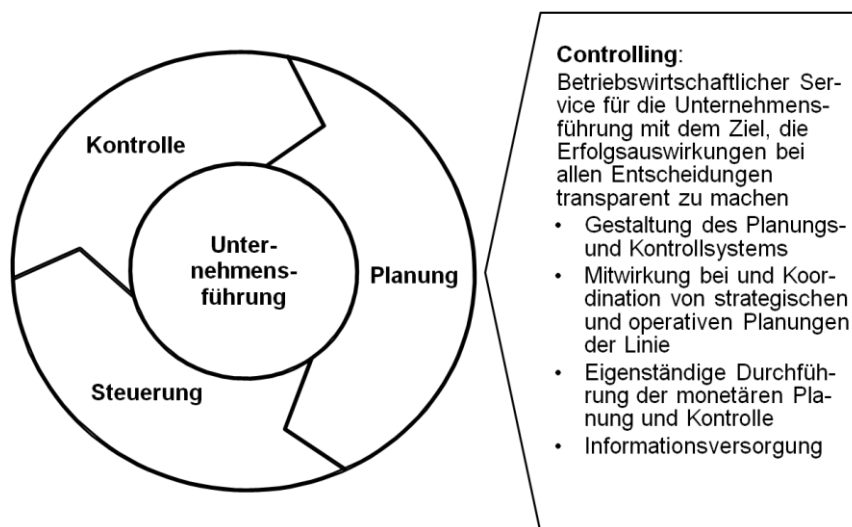 Kontrolle
Unter-
nehmens-
führung
Planung
Steuerung
Controlling:
Betriebswirtschaftlicher Ser-
vice für die Unternehmens-
führung mit dem Ziel, die
Erfolgsauswirkungen bei
allen Entscheidungen
transparent zu machen
• Gestaltung des Planungs-
und Kontrollsystems
• Mitwirkung bei und Koor-
dination von strategischen
und operativen Planungen
der Linie
• Eigenständige Durchfüh-
rung der monetären Pla-
nung und Kontrolle
• Informationsversorgung